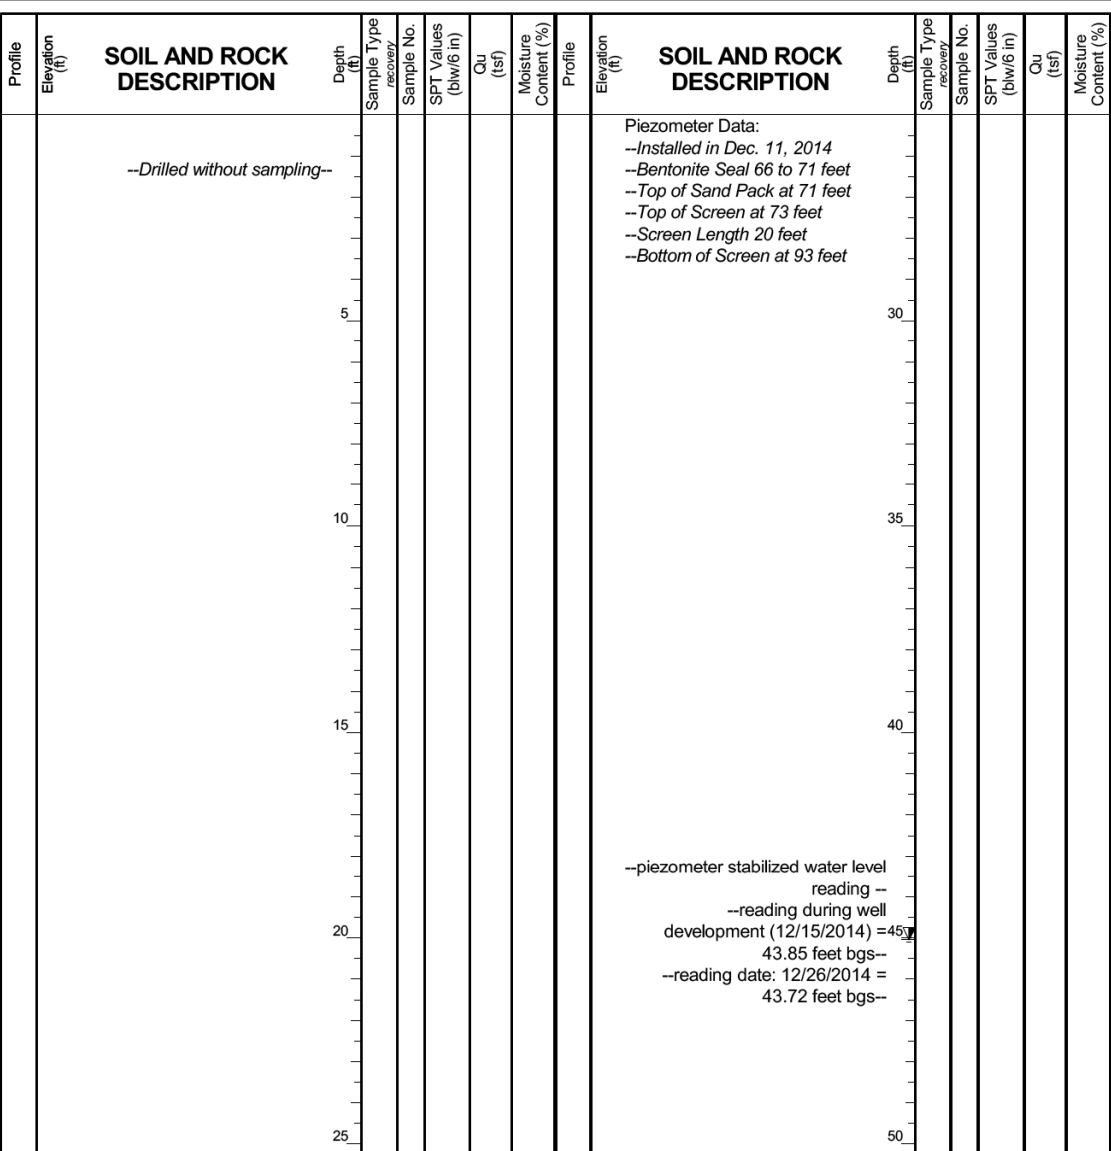 Profile
Elevation
(ft)
SOIL AND ROCK
DESCRIPTION
Depth
(ft)
Sample Type
recovery
Sample No.
SPT Values
(blw/6 in)
Qu
(tsf)
Moisture
Content (%)
--Drilled without sampling--
5
10
15
20
25
Profile
Elevation
(ft)
SOIL AND ROCK
DESCRIPTION
Depth
(ft)
Sample Type
recovery
Sample No.
SPT Values
(blw/6 in)
Qu
(tsf)
Moisture
Content (%)
Piezometer Data:
--Installed in Dec. 11, 2014
--Bentonite Seal 66 to 71 feet
--Top of Sand Pack at 71 feet
--Top of Screen at 73 feet
--Screen Length 20 feet
--Bottom of Screen at 93 feet
30
35
40
--piezometer stabilized water level
reading --
--reading during well
development (12/15/2014) =45
43.85 feet bgs--
--reading date: 12/26/2014 =
43.72 feet bgs--
50